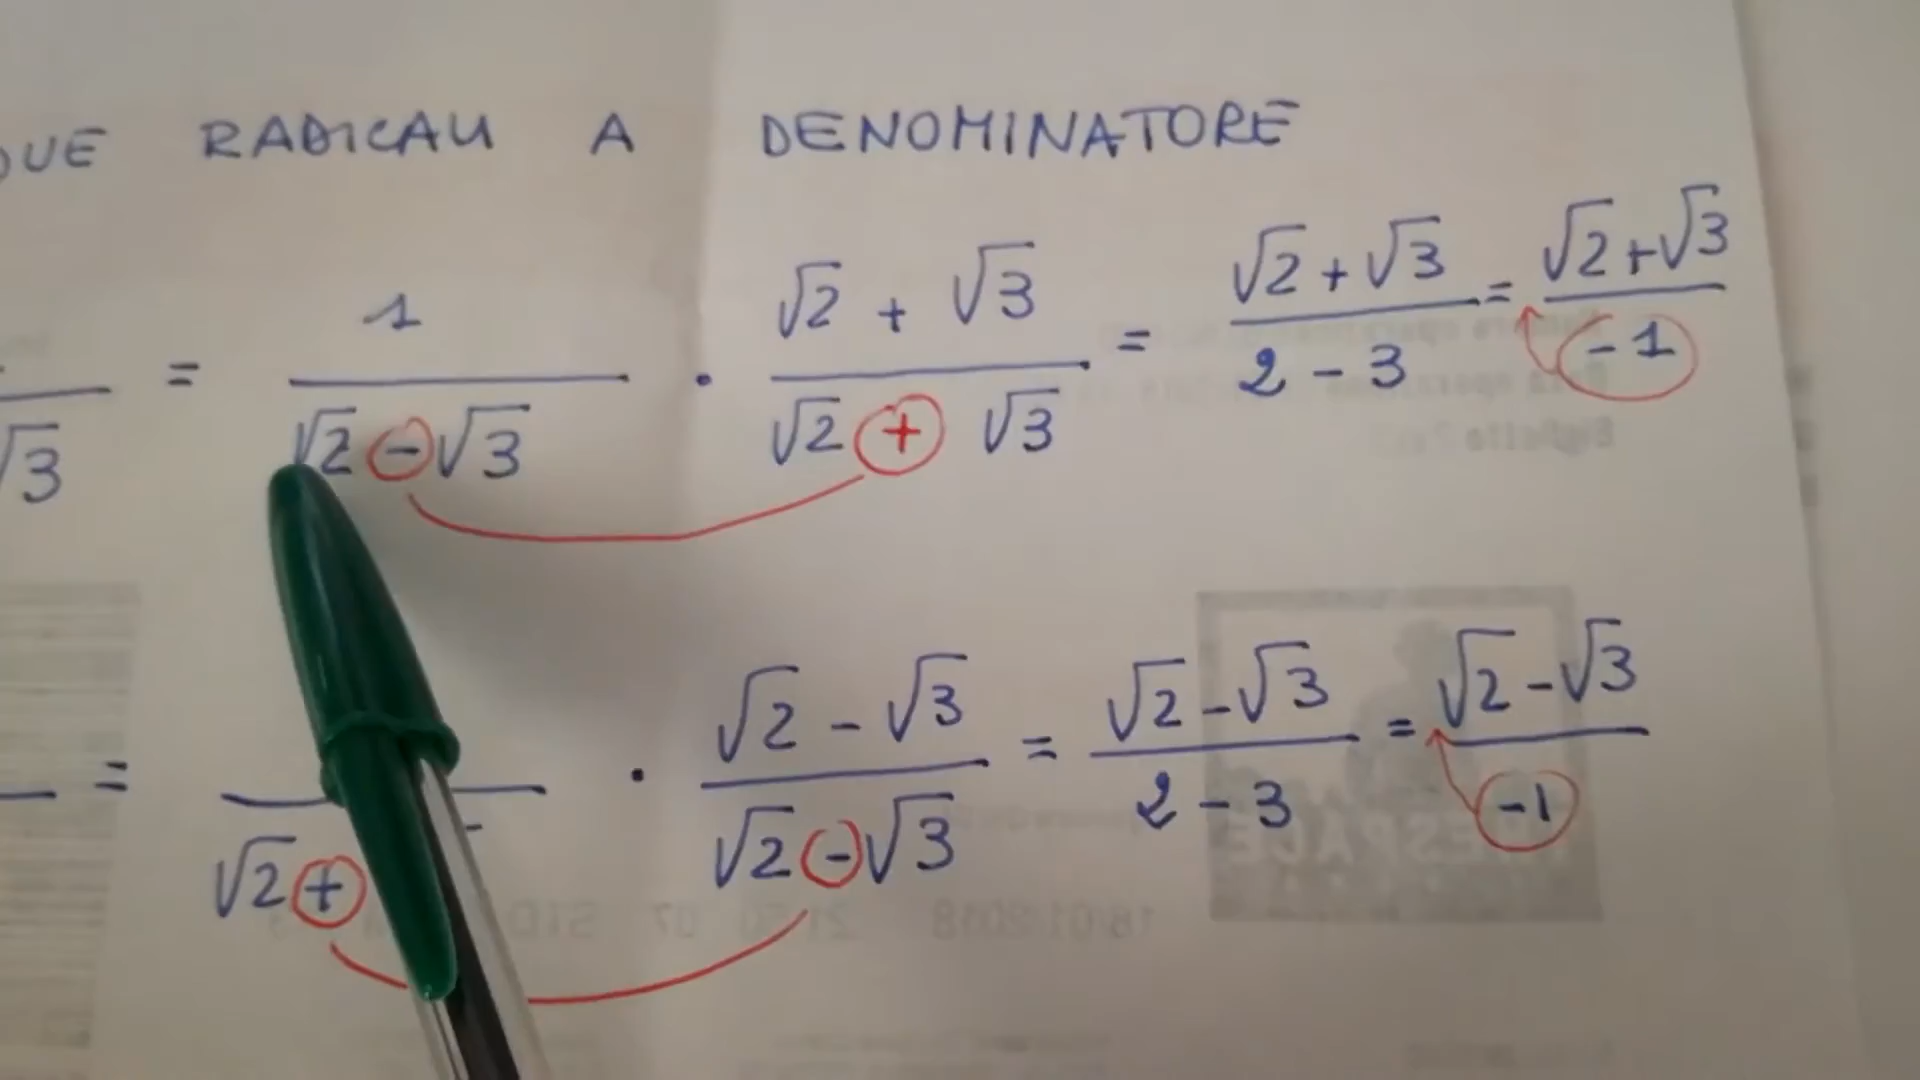 DUE RADICALI A DENOMINATORE
√3 = 1/(√2 - √3) · (√2 + √3)/(√2 + √3) = (√2 + √3)/(2 - 3) = (√2 + √3)/(-1)
= /(√2 + · (√2 - √3)/(√2 - √3) = (√2 - √3)/(2 - 3) = (√2 - √3)/(-1)